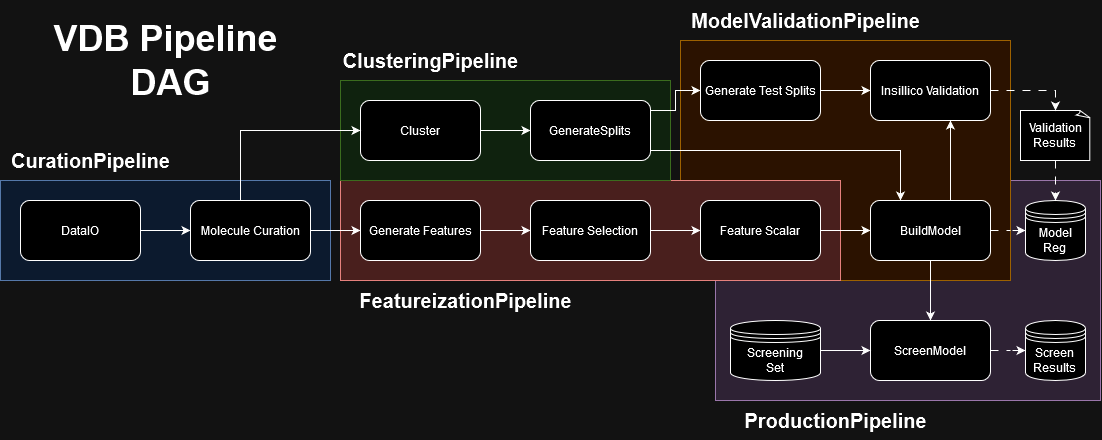 VDB Pipeline
DAG
ModelValidationPipeline
ClusteringPipeline
Generate Test Splits
Insillico Validation
Cluster
GenerateSplits
Validation
Results
CurationPipeline
DataIO
Molecule Curation
Generate Features
Feature Selection
Feature Scalar
BuildModel
Model
Reg
FeatureizationPipeline
Screening
Set
ScreenModel
Screen
Results
ProductionPipeline